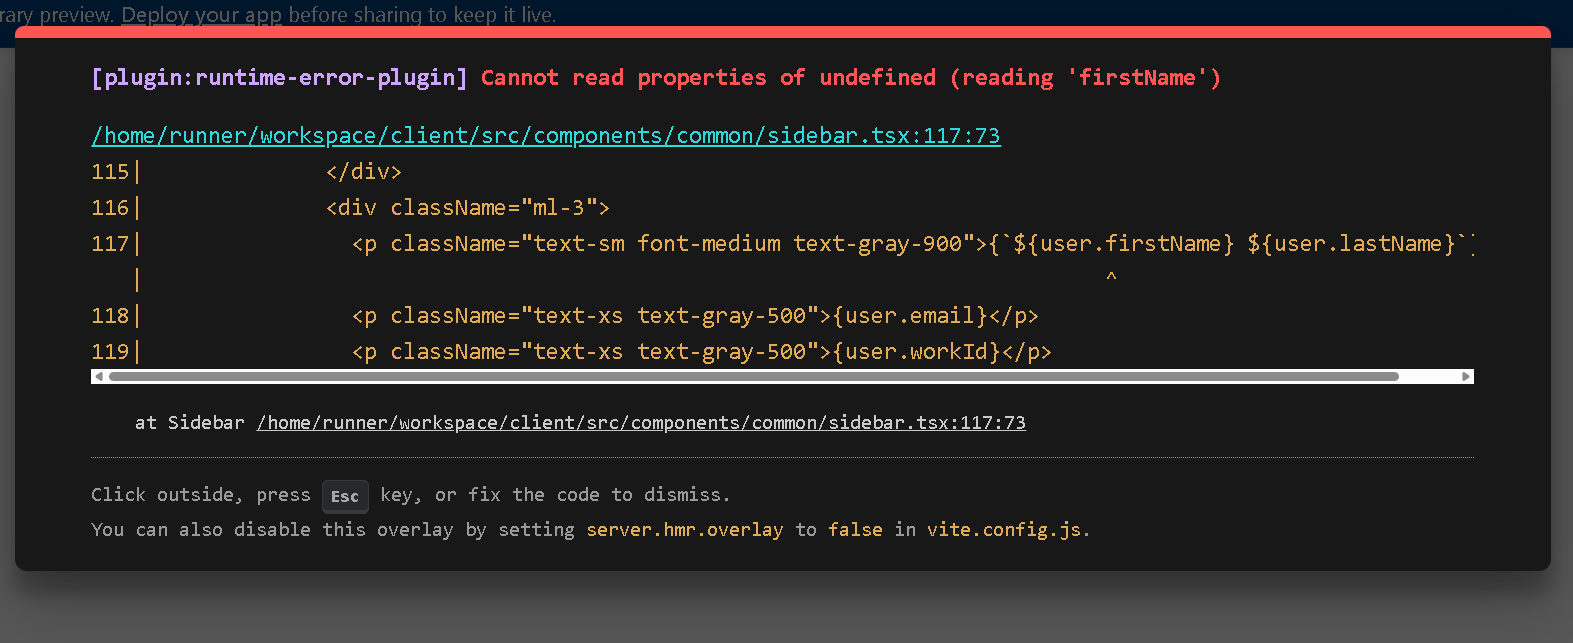 preview. Deploy your app before sharing to keep it live.
[plugin:runtime-error-plugin] Cannot read properties of undefined (reading 'firstName')
/home/runner/workspace/client/src/components/common/sidebar.tsx:117:73
115|               </div>
116|               <div className="ml-3">
117|                 <p className="text-sm font-medium text-gray-900">{`${user.firstName} ${user.lastName}`}
   |                                                                           ^
118|                 <p className="text-xs text-gray-500">{user.email}</p>
119|                 <p className="text-xs text-gray-500">{user.workId}</p>
at Sidebar /home/runner/workspace/client/src/components/common/sidebar.tsx:117:73
Click outside, press Esc key, or fix the code to dismiss.
You can also disable this overlay by setting server.hmr.overlay to false in vite.config.js.